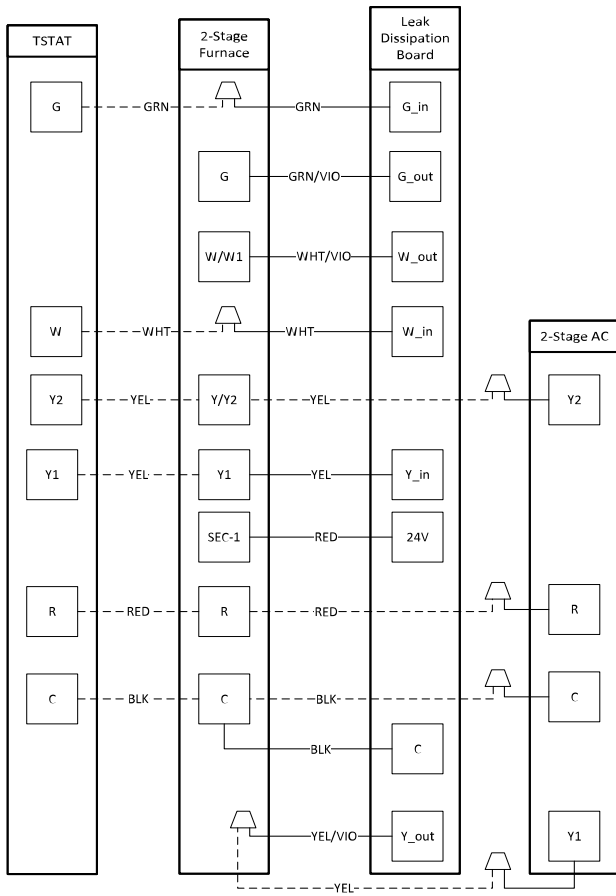 TSTAT
2-Stage
Furnace
Leak
Dissipation
Board
G GRN GRN G_in
G GRN/VIO G_out
W/W1 WHT/VIO W_out
W WHT WHT W_in
2-Stage AC
Y2 YEL Y/Y2 YEL Y2
Y1 YEL Y1 YEL Y_in
SEC-1 RED 24V
R RED R RED R
C BLK C BLK C
BLK C
YEL/VIO Y_out Y1
YEL